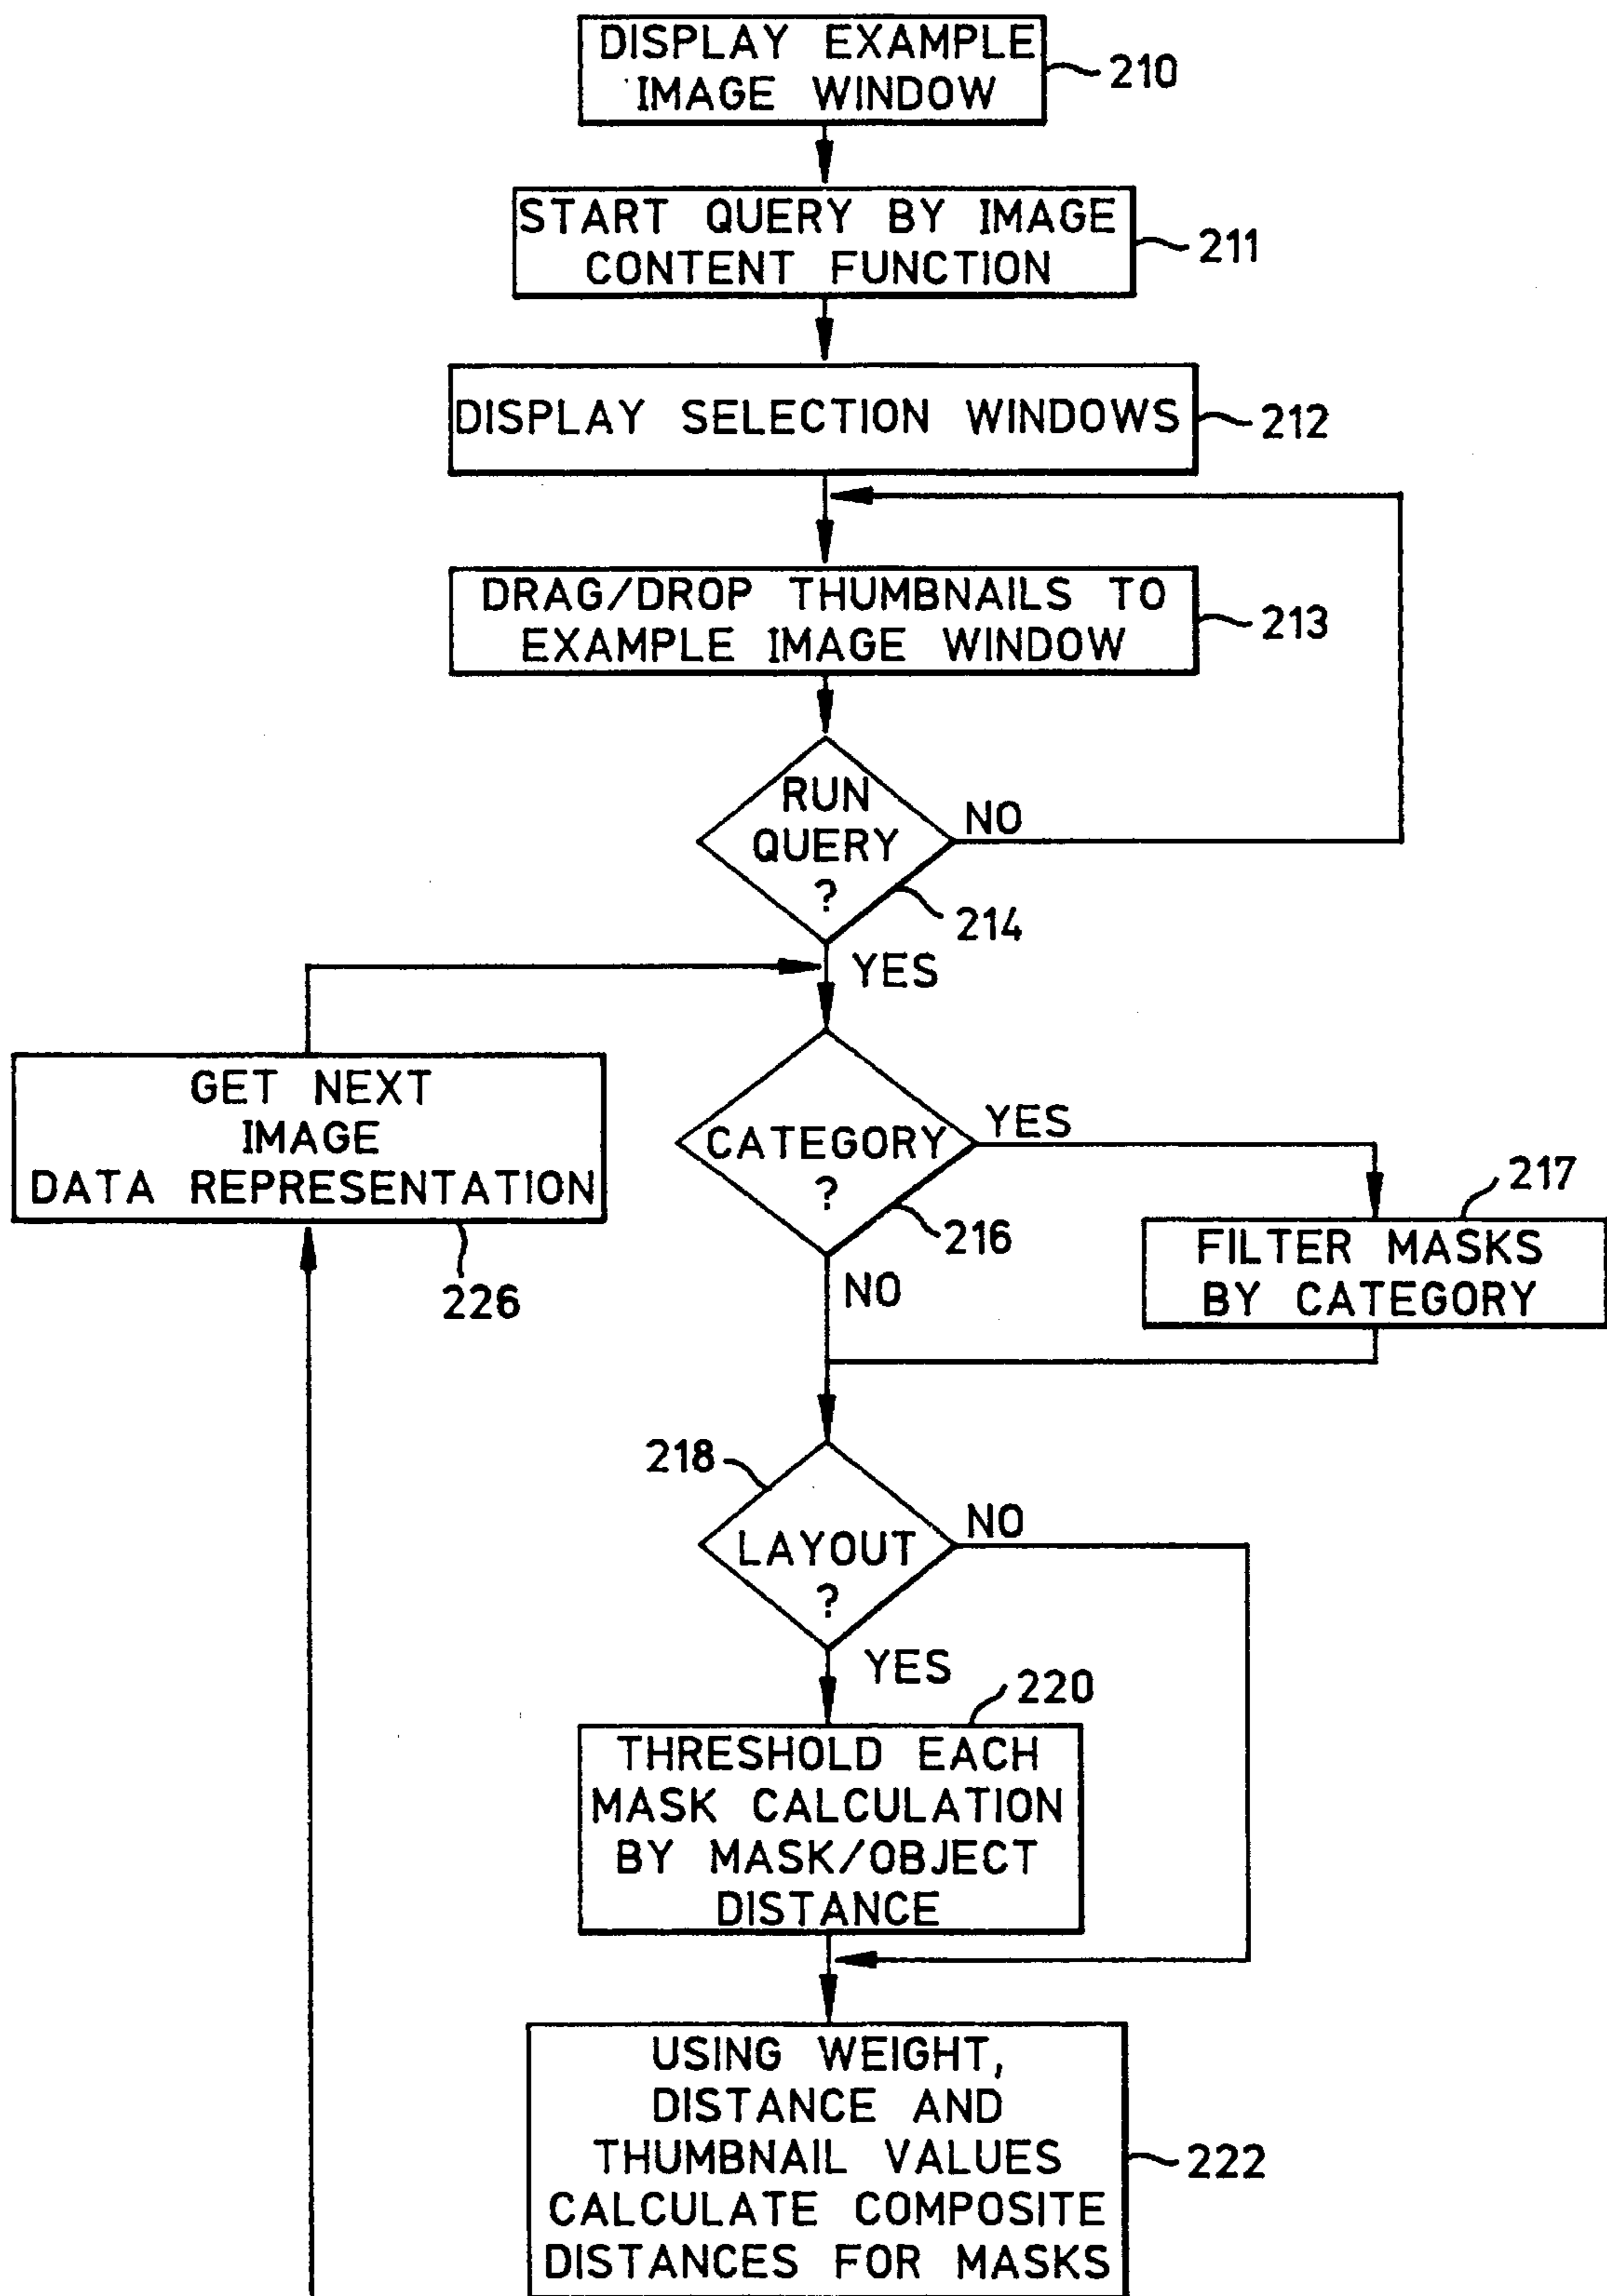 DISPLAY EXAMPLE
IMAGE WINDOW
210
START QUERY BY IMAGE
CONTENT FUNCTION
211
DISPLAY SELECTION WINDOWS
212
DRAG/DROP THUMBNAILS TO
EXAMPLE IMAGE WINDOW
213
RUN
QUERY
?
NO
214
YES
GET NEXT
IMAGE
DATA REPRESENTATION
226
CATEGORY
?
YES
216
NO
217
FILTER MASKS
BY CATEGORY
218
LAYOUT
?
NO
YES
220
THRESHOLD EACH
MASK CALCULATION
BY MASK/OBJECT
DISTANCE
USING WEIGHT,
DISTANCE AND
THUMBNAIL VALUES
CALCULATE COMPOSITE
DISTANCES FOR MASKS
222